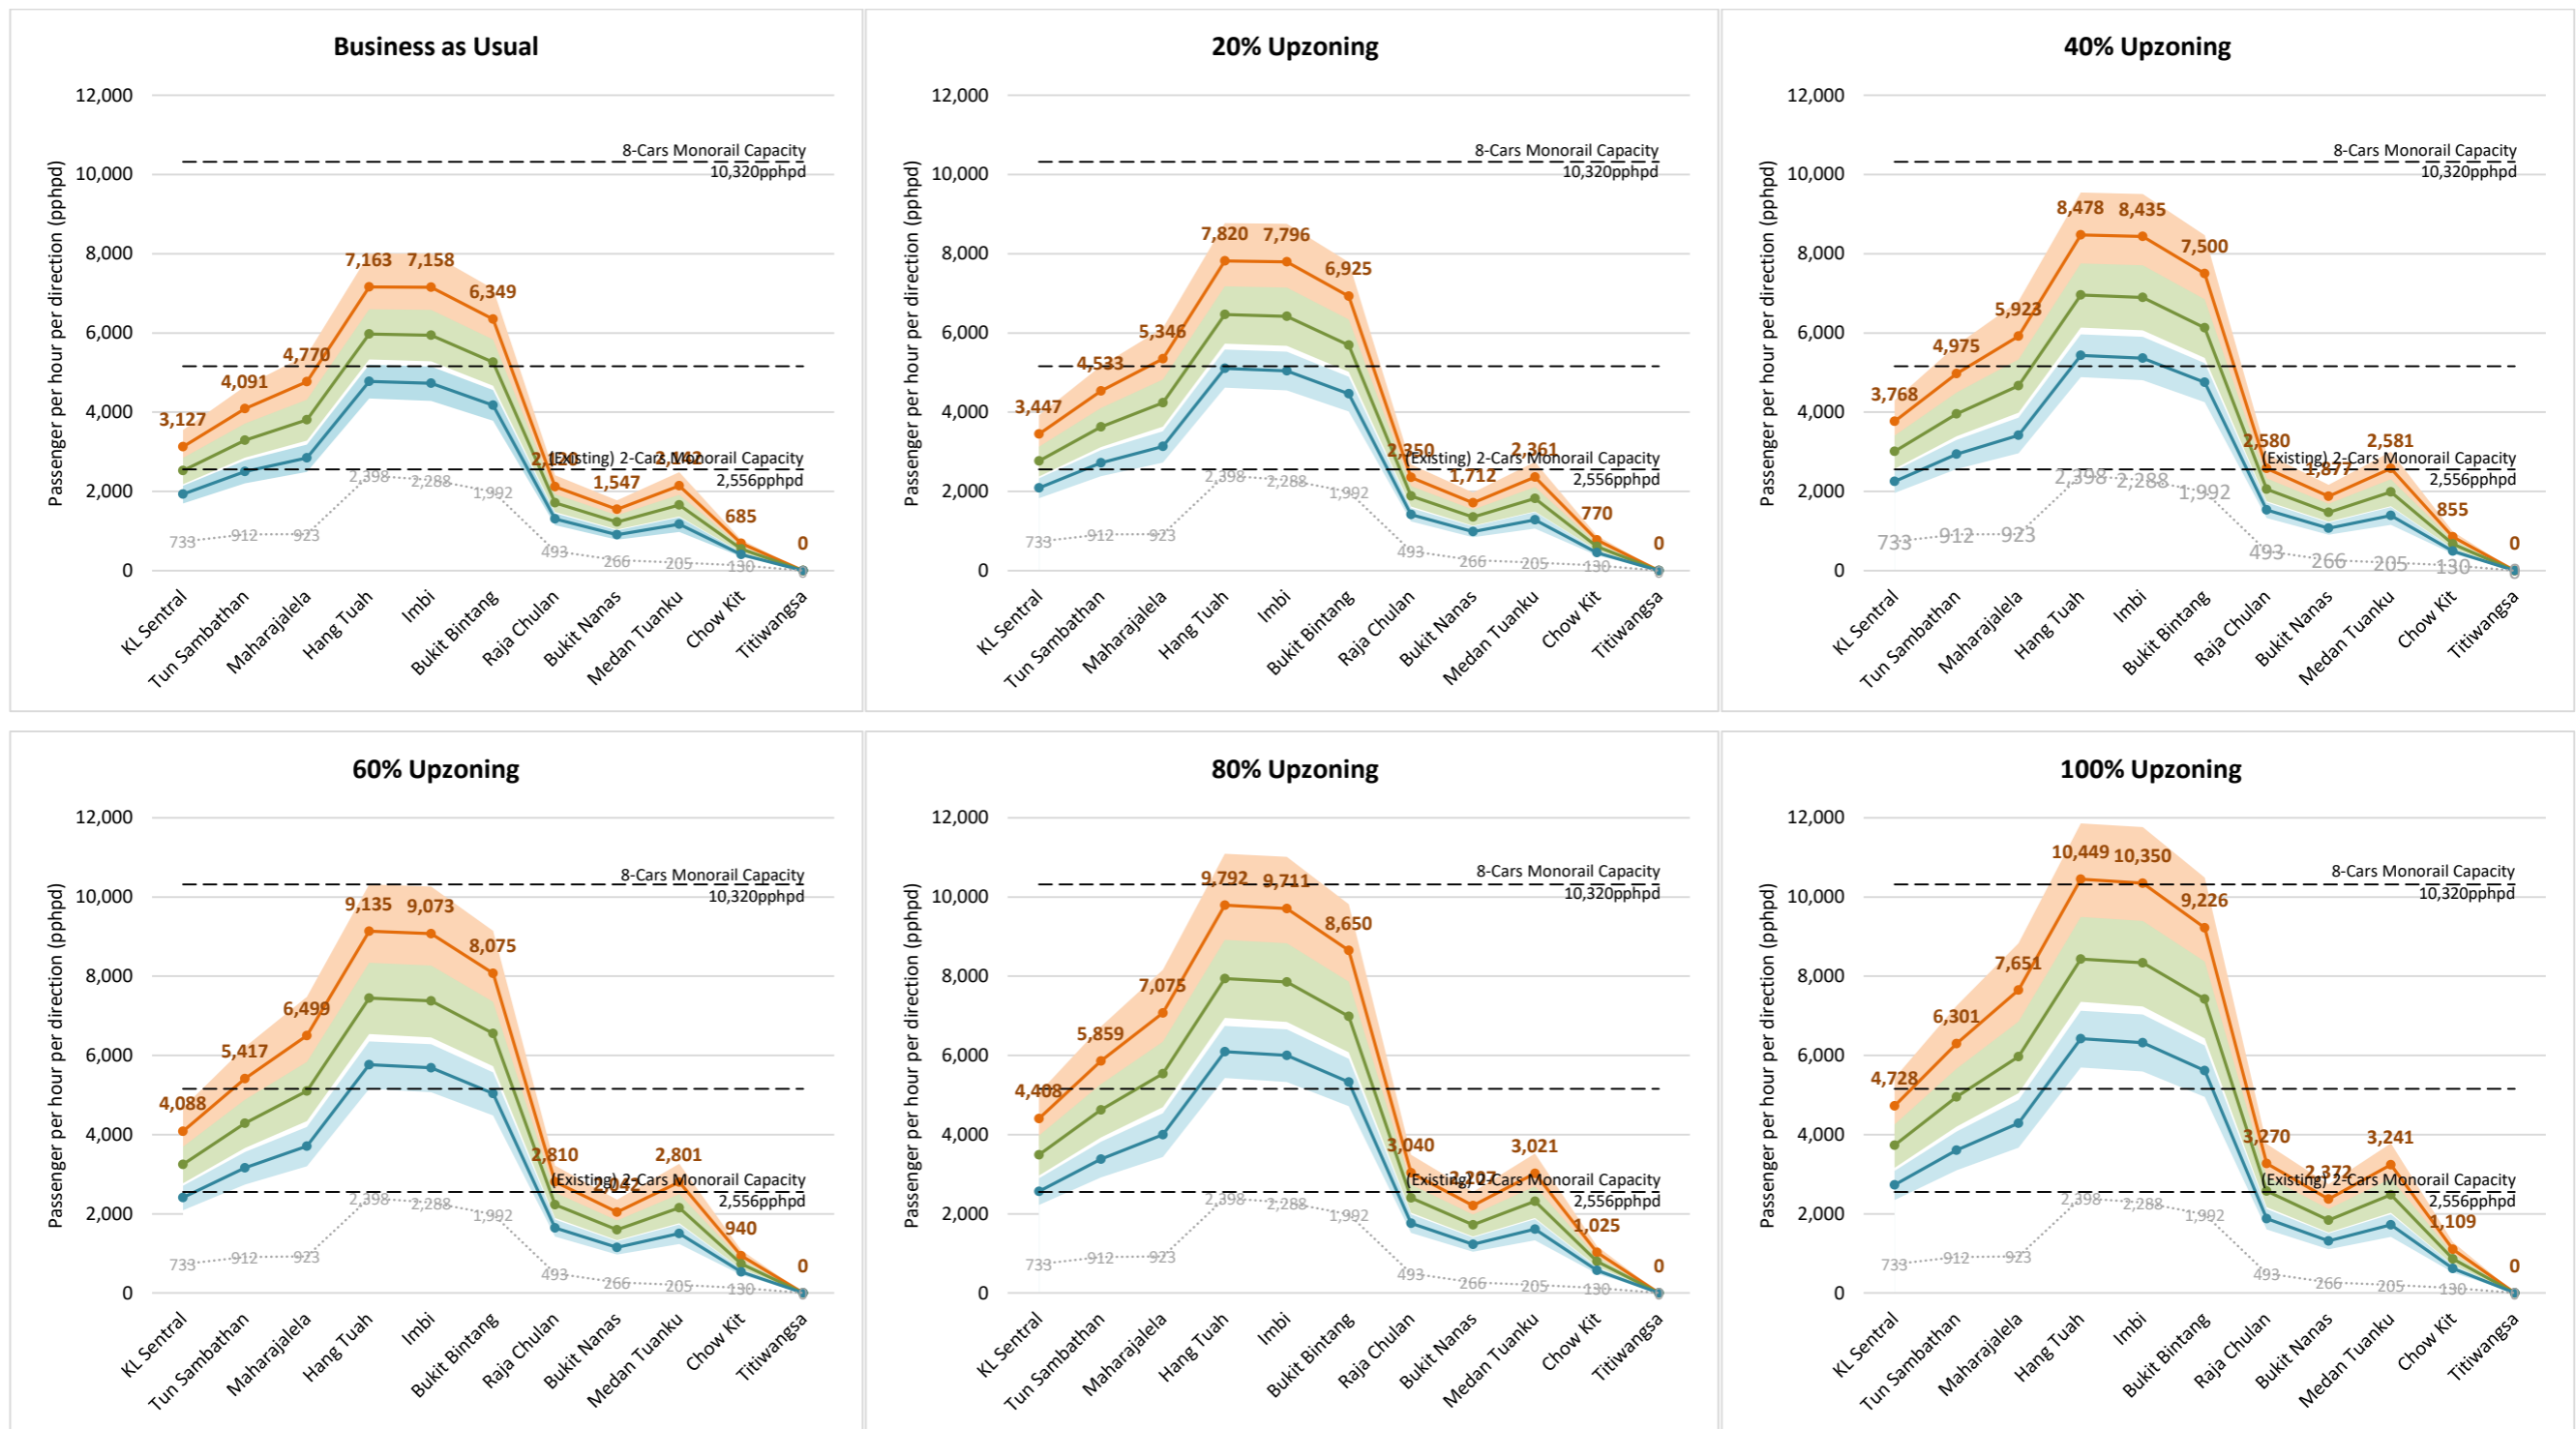 Business as Usual
Passenger per hour per direction (pphpd)
12,000
10,000
8,000
6,000
4,000
2,000
0
8-Cars Monorail Capacity
10,320pphpd
(Existing) 2-Cars Monorail Capacity
2,556pphpd
3,127
4,091
4,770
7,163
7,158
6,349
2,120
1,547
2,142
685
0
733
912
923
2,398
2,288
1,992
493
266
205
130
KL Sentral
Tun Sambathan
Maharajalela
Hang Tuah
Imbi
Bukit Bintang
Raja Chulan
Bukit Nanas
Medan Tuanku
Chow Kit
Titiwangsa
20% Upzoning
Passenger per hour per direction (pphpd)
12,000
10,000
8,000
6,000
4,000
2,000
0
8-Cars Monorail Capacity
10,320pphpd
(Existing) 2-Cars Monorail Capacity
2,556pphpd
3,447
4,533
5,346
7,820
7,796
6,925
2,350
1,712
2,361
770
0
733
912
923
2,398
2,288
1,992
493
266
205
130
KL Sentral
Tun Sambathan
Maharajalela
Hang Tuah
Imbi
Bukit Bintang
Raja Chulan
Bukit Nanas
Medan Tuanku
Chow Kit
Titiwangsa
40% Upzoning
Passenger per hour per direction (pphpd)
12,000
10,000
8,000
6,000
4,000
2,000
0
8-Cars Monorail Capacity
10,320pphpd
(Existing) 2-Cars Monorail Capacity
2,556pphpd
3,768
4,975
5,923
8,478
8,435
7,500
2,580
1,877
2,581
855
0
733
912
923
2,398
2,288
1,992
493
266
205
130
KL Sentral
Tun Sambathan
Maharajalela
Hang Tuah
Imbi
Bukit Bintang
Raja Chulan
Bukit Nanas
Medan Tuanku
Chow Kit
Titiwangsa
60% Upzoning
Passenger per hour per direction (pphpd)
12,000
10,000
8,000
6,000
4,000
2,000
0
8-Cars Monorail Capacity
10,320pphpd
(Existing) 2-Cars Monorail Capacity
2,556pphpd
4,088
5,417
6,499
9,135
9,073
8,075
2,810
2,042
2,801
940
0
733
912
923
2,398
2,288
1,992
493
266
205
130
KL Sentral
Tun Sambathan
Maharajalela
Hang Tuah
Imbi
Bukit Bintang
Raja Chulan
Bukit Nanas
Medan Tuanku
Chow Kit
Titiwangsa
80% Upzoning
Passenger per hour per direction (pphpd)
12,000
10,000
8,000
6,000
4,000
2,000
0
8-Cars Monorail Capacity
10,320pphpd
(Existing) 2-Cars Monorail Capacity
2,556pphpd
4,408
5,859
7,075
9,792
9,711
8,650
3,040
2,207
3,021
1,025
0
733
912
923
2,398
2,288
1,992
493
266
205
130
KL Sentral
Tun Sambathan
Maharajalela
Hang Tuah
Imbi
Bukit Bintang
Raja Chulan
Bukit Nanas
Medan Tuanku
Chow Kit
Titiwangsa
100% Upzoning
Passenger per hour per direction (pphpd)
12,000
10,000
8,000
6,000
4,000
2,000
0
8-Cars Monorail Capacity
10,320pphpd
(Existing) 2-Cars Monorail Capacity
2,556pphpd
4,728
6,301
7,651
10,449
10,350
9,226
3,270
2,372
3,241
1,109
0
733
912
923
2,398
2,288
1,992
493
266
205
130
KL Sentral
Tun Sambathan
Maharajalela
Hang Tuah
Imbi
Bukit Bintang
Raja Chulan
Bukit Nanas
Medan Tuanku
Chow Kit
Titiwangsa